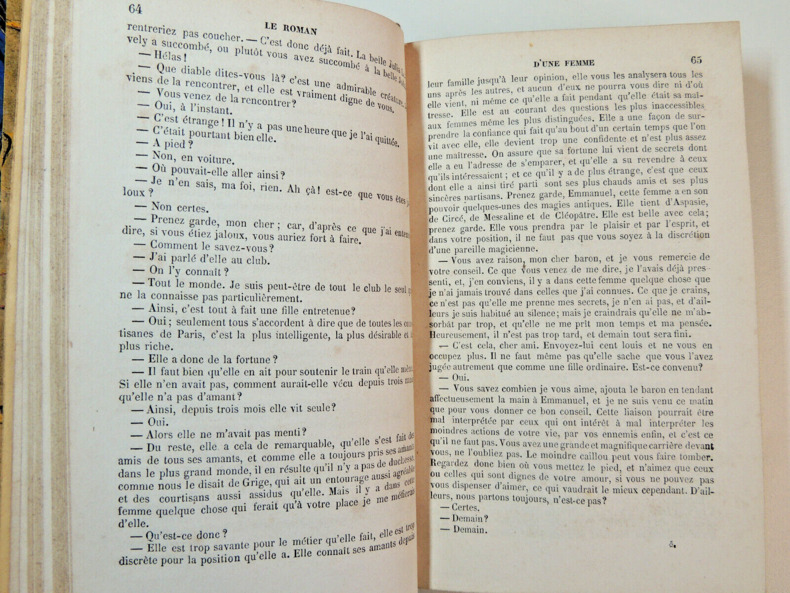 64
LE ROMAN
rentreriez pas coucher. — C'est donc déjà fait. La belle Julia
vely a succombé, ou plutôt vous avez succombé à la belle
— Hélas !
— Que diable dites-vous là? c'est une admirable créature,
viens de la rencontrer, et elle est vraiment digne de vous.
— Vous venez de la rencontrer?
— Oui, à l'instant.
— C'est étrange! Il n'y a pas une heure que je l'ai quittée.
— C'était pourtant bien elle.
— A pied ?
— Non, en voiture.
— Où pouvait-elle aller ainsi?
— Je n'en sais, ma foi, rien. Ah çà! est-ce que vous êtes
loux ?
— Non certes.
— Prenez garde, mon cher ; car, d'après ce que j'ai
dire, si vous étiez jaloux, vous auriez fort à faire.
— Comment le savez-vous?
— J'ai parlé d'elle au club.
— On l'y connaît ?
— Tout le monde. Je suis peut-être de tout le club le seul
ne la connaisse pas particulièrement.
— Ainsi, c'est tout à fait une fille entretenue?
— Oui ; seulement tous s'accordent à dire que de toutes les
tisanes de Paris, c'est la plus intelligente, la plus désirable et
plus riche.
— Elle a donc de la fortune ?
— Il faut bien qu'elle en ait pour soutenir le train qu'elle
Si elle n'en avait pas, comment aurait-elle vécu depuis trois
qu'elle n'a pas d'amant?
— Ainsi, depuis trois mois elle vit seule?
— Oui.
— Alors elle ne m'avait pas menti?
— Du reste, elle a cela de remarquable, qu'elle s'est fait des
amis de tous ses amants, et comme elle a toujours pris ses amants
dans le plus grand monde, il en résulte qu'il n'y a pas de duchesse,
comme nous le disait de Grige, qui ait un entourage aussi agréable
et des courtisans aussi assidus qu'elle. Mais il y a dans cette
femme quelque chose qui ferait qu'à votre place je me méfierais
d'elle.
— Qu'est-ce donc ?
— Elle est trop savante pour le métier qu'elle fait, elle est trop
discrète pour la position qu'elle a. Elle connaît ses amants depuis
D'UNE FEMME
65
leur famille jusqu'à leur opinion, elle vous les analysera tous les
uns après les autres, et aucun d'eux ne pourra vous dire ni d'où
elle vient, ni même ce qu'elle a fait pendant qu'elle était sa maî-
tresse. Elle est au courant des questions les plus inaccessibles
aux femmes même les plus distinguées. Elle a une façon de sur-
prendre la confiance qui fait qu'au bout d'un certain temps que l'on
vit avec elle, elle devient trop une confidente et n'est plus assez
une maîtresse. On assure que sa fortune lui vient de secrets dont
elle a eu l'adresse de s'emparer, et qu'elle a su revendre à ceux
qu'ils intéressaient ; et ce qu'il y a de plus étrange, c'est que ceux
dont elle a ainsi tiré parti sont ses plus chauds amis et ses plus
sincères partisans. Prenez garde, Emmanuel, cette femme a en son
pouvoir quelques-unes des magies antiques. Elle tient d'Aspasie,
de Circé, de Messaline et de Cléopâtre. Elle est belle avec cela;
prenez garde. Elle vous prendra par le plaisir et par l'esprit, et
dans votre position, il ne faut pas que vous soyez à la discrétion
d'une pareille magicienne.
— Vous avez raison, mon cher baron, et je vous remercie de
votre conseil. Ce que vous venez de me dire, je l'avais déjà pres-
senti, et, j'en conviens, il y a dans cette femme quelque chose que
je n'ai jamais trouvé dans celles que j'ai connues. Ce que je crains,
ce n'est pas qu'elle me prenne mes secrets, je n'en ai pas, et d'ail-
leurs je suis habitué au silence; mais je craindrais qu'elle ne m'ab-
sorbât par trop, et qu'elle ne me prît mon temps et ma pensée.
Heureusement, il n'est pas trop tard, et demain tout sera fini.
— C'est cela, cher ami. Envoyez-lui cent louis et ne vous en
occupez plus. Il ne faut même pas qu'elle sache que vous l'avez
jugée autrement que comme une fille ordinaire. Est-ce convenu?
— Oui.
— Vous savez combien je vous aime, ajouta le baron en tendant
affectueusement la main à Emmanuel, et je ne suis venu ce matin
que pour vous donner ce bon conseil. Cette liaison pourrait être
mal interprétée par ceux qui ont intérêt à mal interpréter les
moindres actions de votre vie, par vos ennemis enfin, et c'est ce
qu'il ne faut pas. Vous avez une grande et magnifique carrière devant
vous, ne l'oubliez pas. Le moindre caillou peut vous faire tomber.
Regardez donc bien où vous mettez le pied, et n'aimez que ceux
ou celles qui sont dignes de votre amour, si vous ne pouvez pas
vous dispenser d'aimer, ce qui vaudrait le mieux cependant. D'ail-
leurs, nous partons toujours, n'est-ce pas?
— Certes.
— Demain?
— Demain.